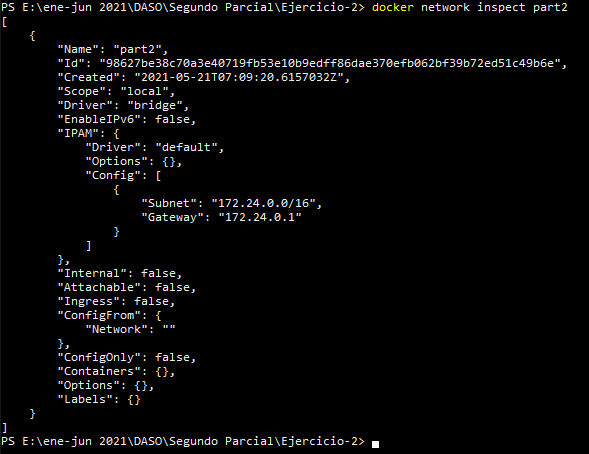 PS E:\ene-jun 2021\DASO\Segundo Parcial\Ejercicio-2> docker network inspect part2
[
    {
        "Name": "part2",
        "Id": "98627be38c70a3e40719fb53e10b9edff86dae370efb062bf39b72ed51c49b6e",
        "Created": "2021-05-21T07:09:20.6157032Z",
        "Scope": "local",
        "Driver": "bridge",
        "EnableIPv6": false,
        "IPAM": {
            "Driver": "default",
            "Options": {},
            "Config": [
                {
                    "Subnet": "172.24.0.0/16",
                    "Gateway": "172.24.0.1"
                }
            ]
        },
        "Internal": false,
        "Attachable": false,
        "Ingress": false,
        "ConfigFrom": {
            "Network": ""
        },
        "ConfigOnly": false,
        "Containers": {},
        "Options": {},
        "Labels": {}
    }
]
PS E:\ene-jun 2021\DASO\Segundo Parcial\Ejercicio-2>